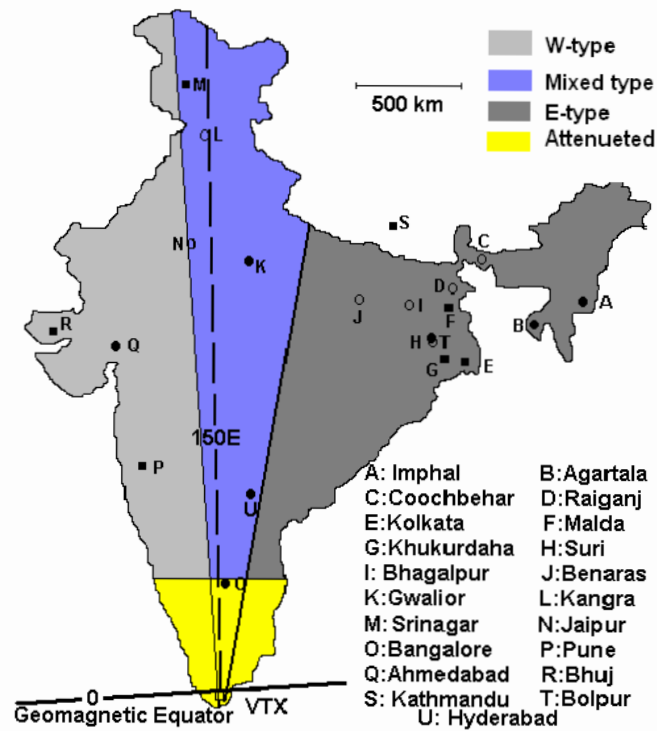 W-type
Mixed type
E-type
Attenueted
500 km
M
L
S
N
K
C
D
I
J
F
A
B
R
Q
H
T
G
E
150E
P
U
O
0
VTX
Geomagnetic Equator
A: Imphal B:Agartala
C:Coochbehar D:Raiganj
E:Kolkata F:Malda
G:Khukurdaha H:Suri
I: Bhagalpur J:Benaras
K:Gwalior L:Kangra
M: Srinagar N:Jaipur
O:Bangalore P:Pune
Q:Ahmedabad R:Bhuj
S: Kathmandu T:Bolpur
U: Hyderabad